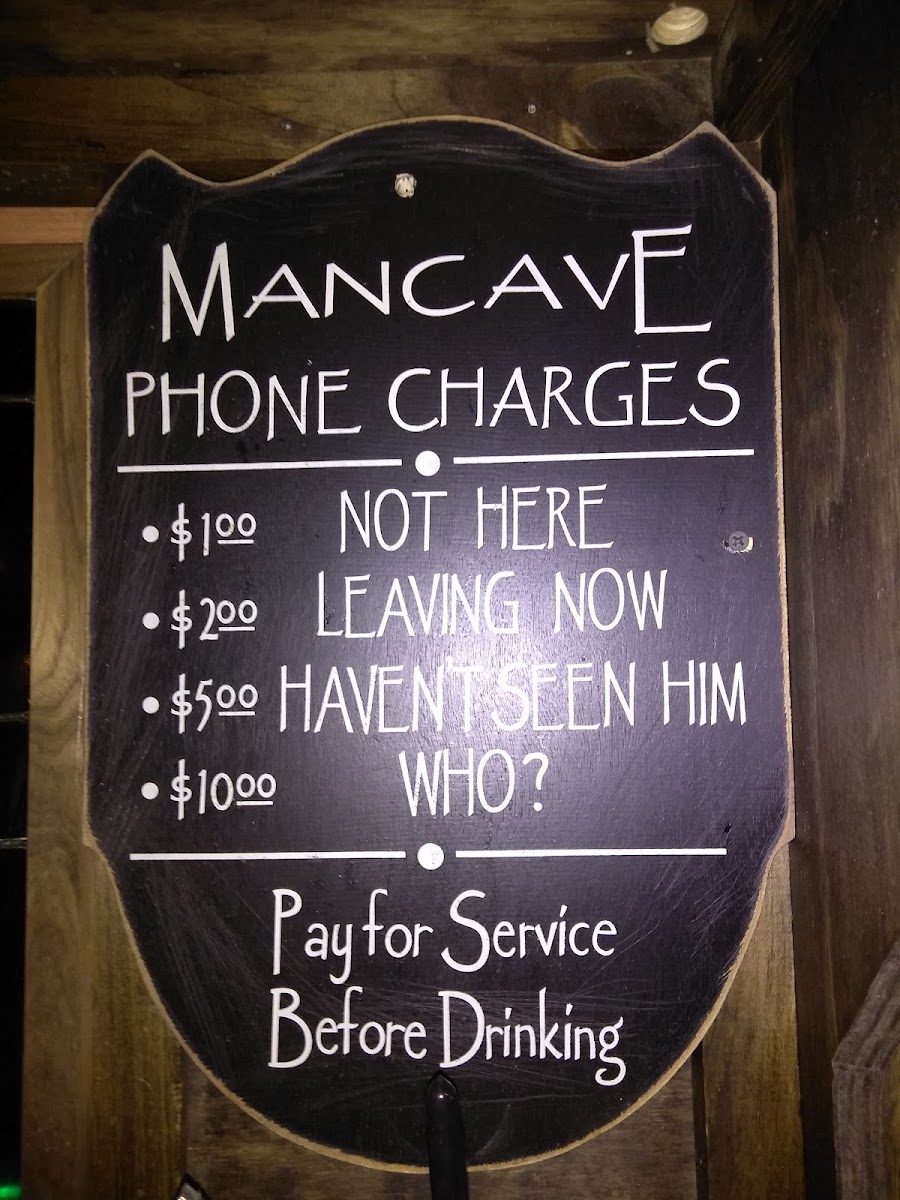 MANCAVE
PHONE CHARGES
• $1.00 NOT HERE
• $2.00 LEAVING NOW
• $5.00 HAVEN'T SEEN HIM
• $10.00 WHO?
Pay for Service
Before Drinking